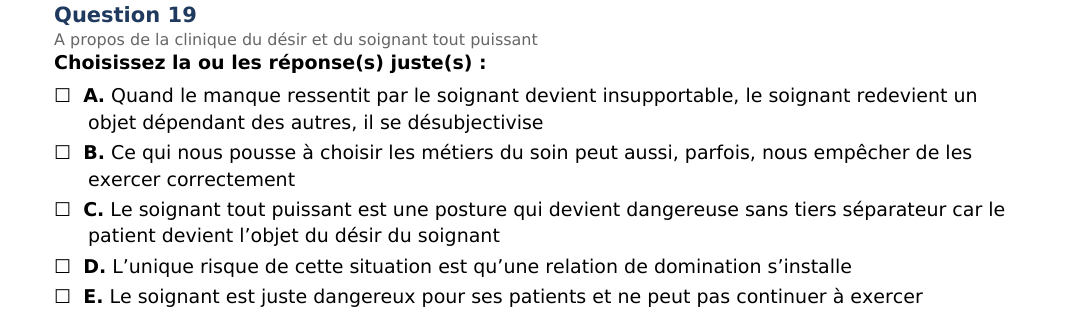 Question 19
A propos de la clinique du désir et du soignant tout puissant
Choisissez la ou les réponse(s) juste(s) :
☐ A. Quand le manque ressentit par le soignant devient insupportable, le soignant redevient un
objet dépendant des autres, il se désubjectivise
☐ B. Ce qui nous pousse à choisir les métiers du soin peut aussi, parfois, nous empêcher de les
exercer correctement
☐ C. Le soignant tout puissant est une posture qui devient dangereuse sans tiers séparateur car le
patient devient l’objet du désir du soignant
☐ D. L’unique risque de cette situation est qu’une relation de domination s’installe
☐ E. Le soignant est juste dangereux pour ses patients et ne peut pas continuer à exercer